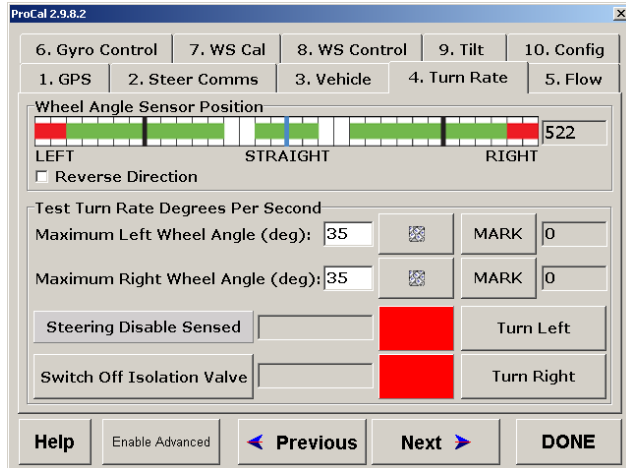 ProCal 2.9.8.2
6. Gyro Control 7. WS Cal 8. WS Control 9. Tilt 10. Config
1. GPS 2. Steer Comms 3. Vehicle 4. Turn Rate 5. Flow
Wheel Angle Sensor Position
522
LEFT STRAIGHT RIGHT
Reverse Direction
Test Turn Rate Degrees Per Second
Maximum Left Wheel Angle (deg): 35 MARK 0
Maximum Right Wheel Angle (deg): 35 MARK 0
Steering Disable Sensed Turn Left
Switch Off Isolation Valve Turn Right
Help Enable Advanced Previous Next DONE